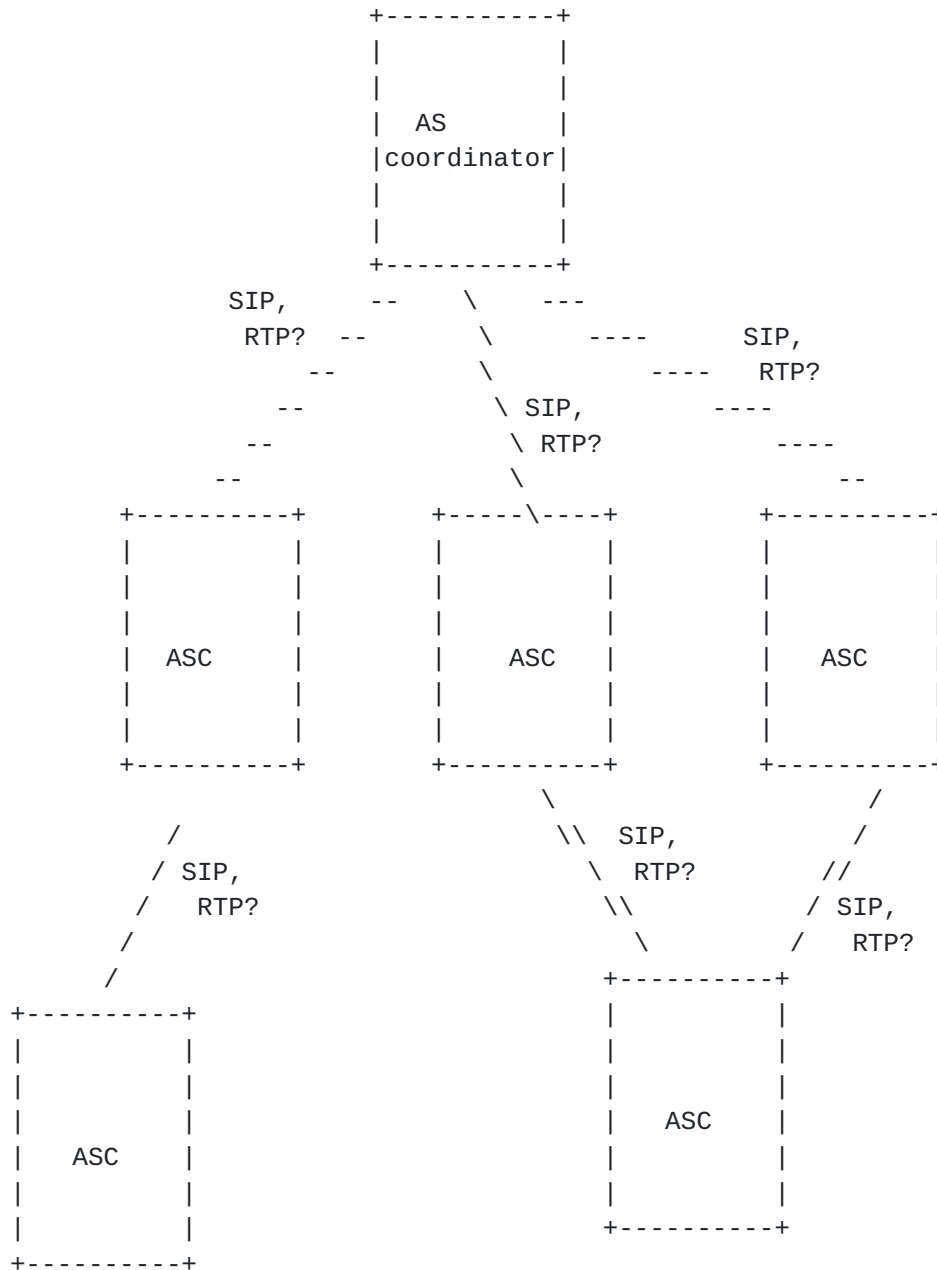 AS
coordinator
SIP,
RTP? SIP,
RTP?
SIP,
RTP?
ASC ASC ASC
SIP,
SIP, RTP?
RTP? SIP,
RTP?
ASC
ASC